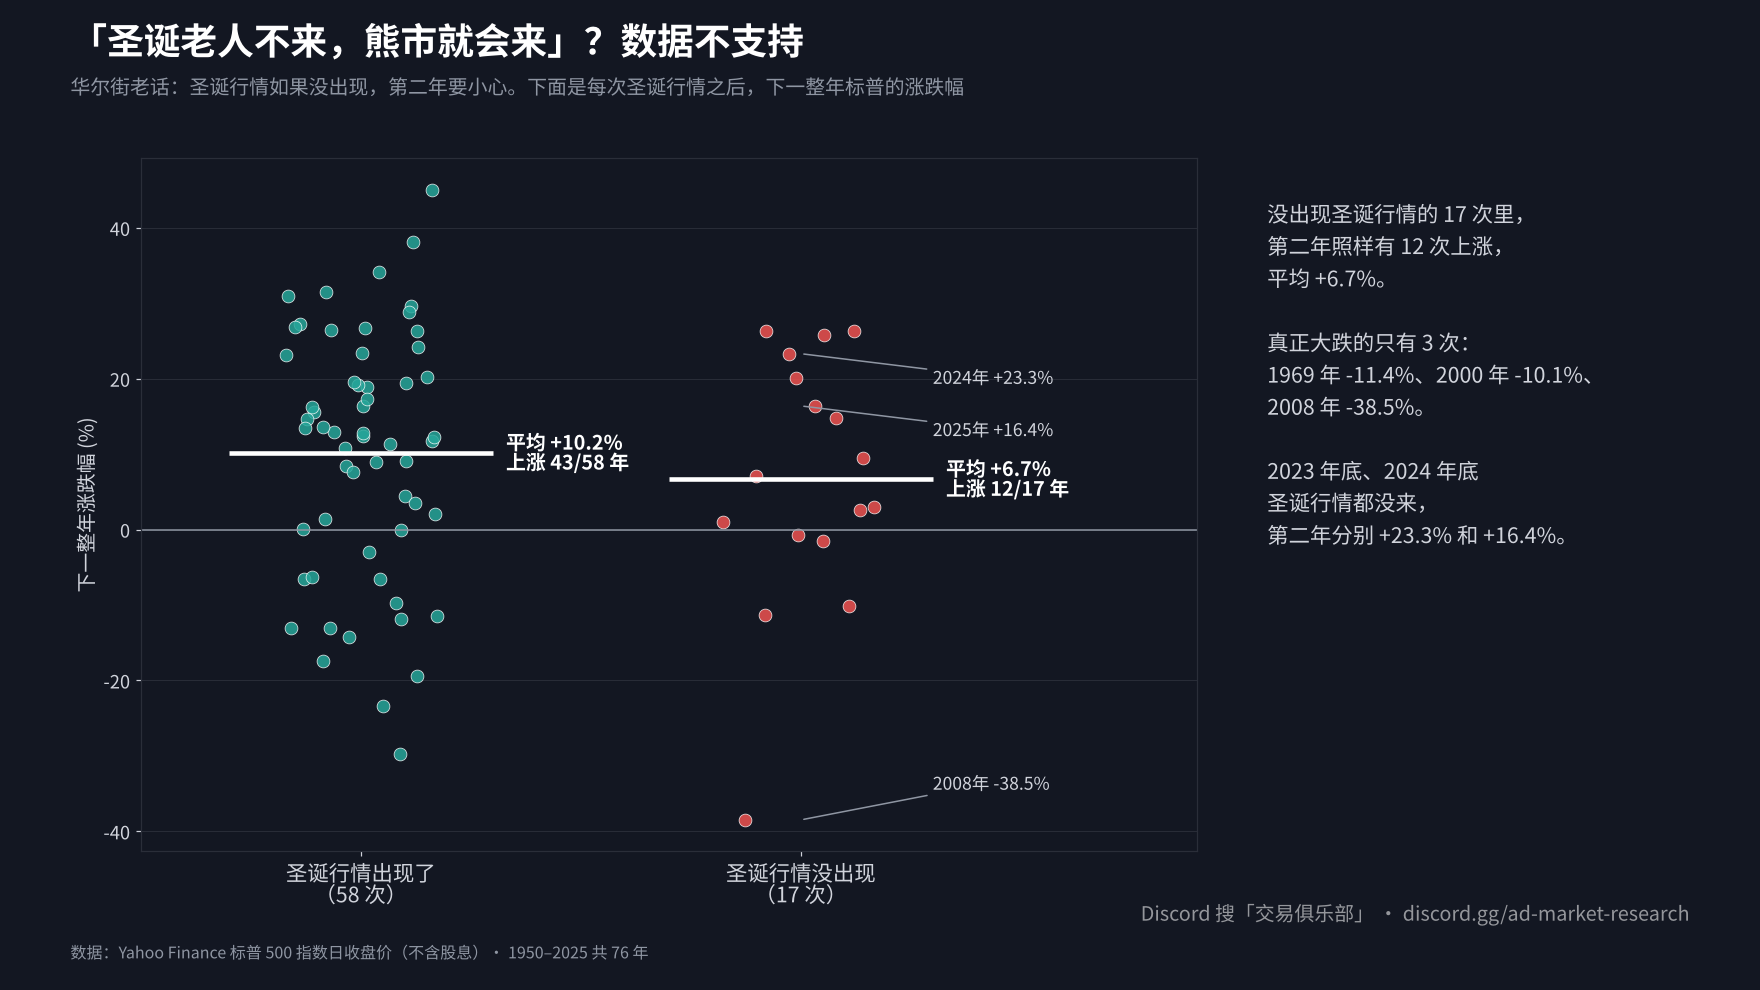 「圣诞老人不来，熊市就会来」？数据不支持
华尔街老话：圣诞行情如果没出现，第二年要小心。下面是每次圣诞行情之后，下一整年标普的涨跌幅
下一整年涨跌幅 (%)
40
20
0
-20
-40
平均 +10.2%
上涨 43/58 年
2024年 +23.3%
2025年 +16.4%
平均 +6.7%
上涨 12/17 年
2008年 -38.5%
圣诞行情出现了
（58 次）
圣诞行情没出现
（17 次）
没出现圣诞行情的 17 次里，
第二年照样有 12 次上涨，
平均 +6.7%。
真正大跌的只有 3 次：
1969 年 -11.4%、2000 年 -10.1%、
2008 年 -38.5%。
2023 年底、2024 年底
圣诞行情都没来，
第二年分别 +23.3% 和 +16.4%。
Discord 搜「交易俱乐部」 · discord.gg/ad-market-research
数据：Yahoo Finance 标普 500 指数日收盘价（不含股息） · 1950–2025 共 76 年